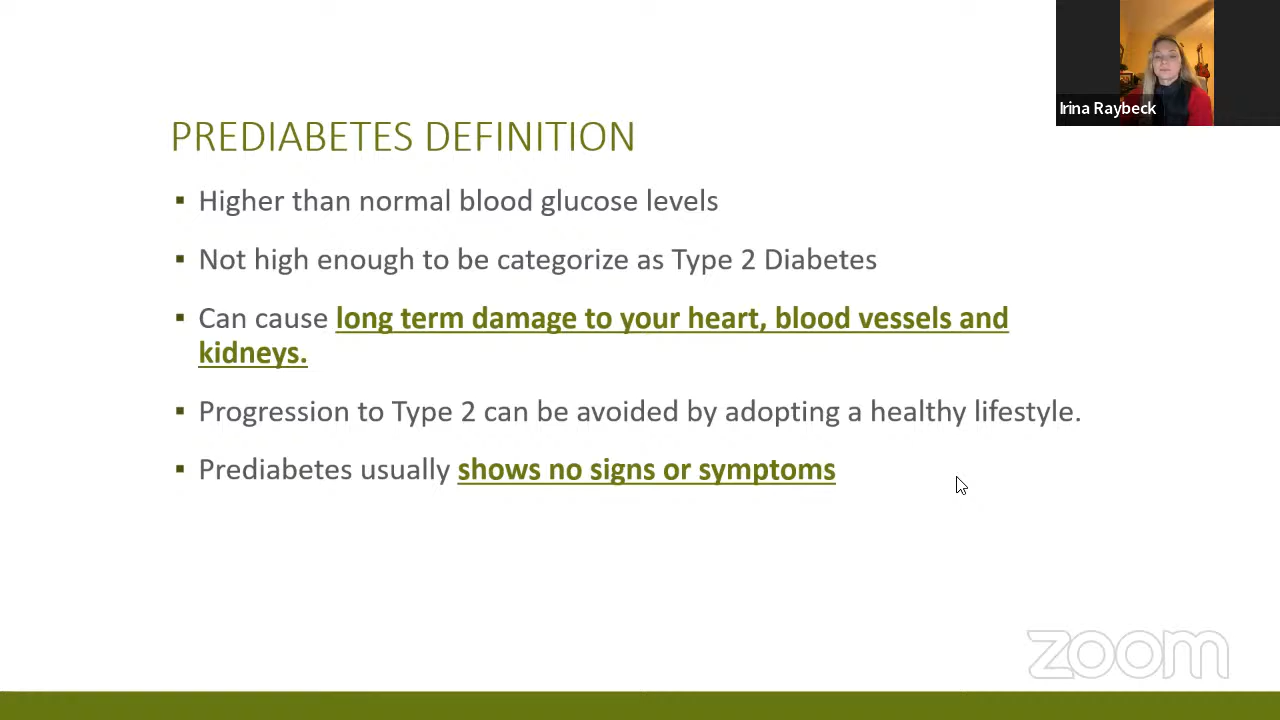 Irina Raybeck
PREDIABETES DEFINITION
▪ Higher than normal blood glucose levels
▪ Not high enough to be categorize as Type 2 Diabetes
▪ Can cause long term damage to your heart, blood vessels and
kidneys.
▪ Progression to Type 2 can be avoided by adopting a healthy lifestyle.
▪ Prediabetes usually shows no signs or symptoms
zoom